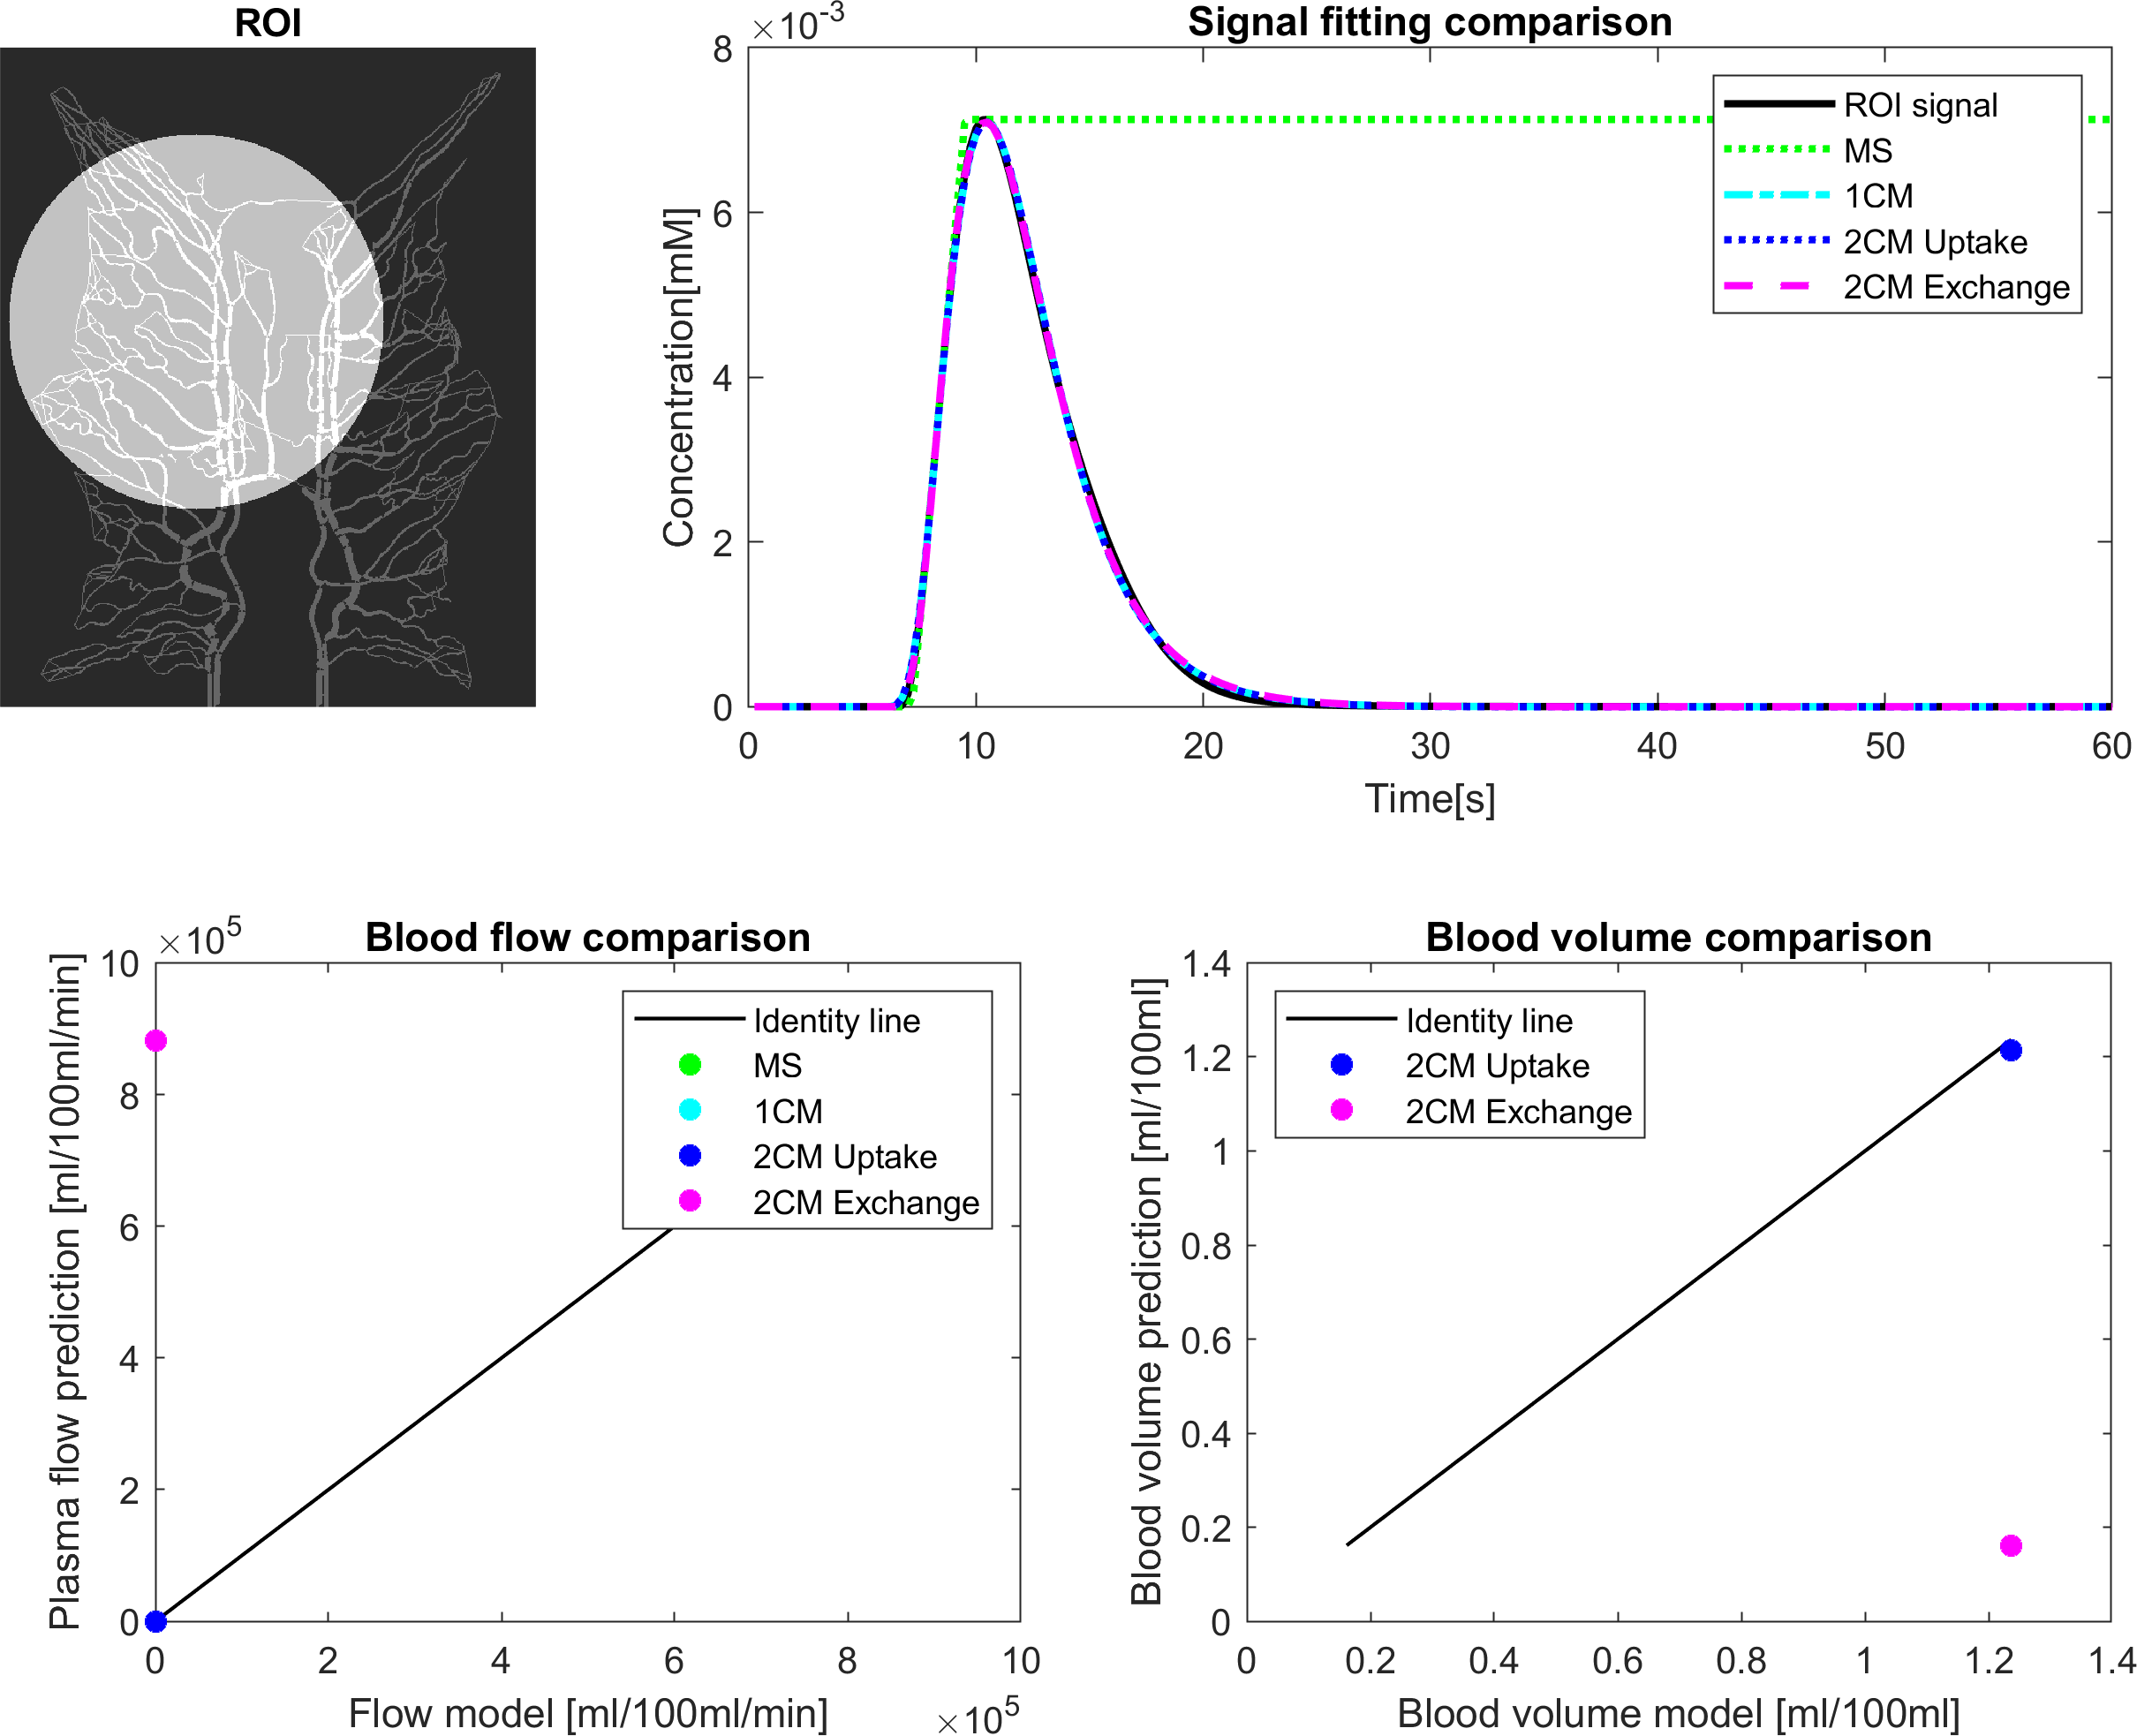 ROI
Signal fitting comparison
×10-3
8
6
4
2
0
Concentration[mM]
0 10 20 30 40 50 60
Time[s]
ROI signal
MS
1CM
2CM Uptake
2CM Exchange
Blood flow comparison
×105
10
8
6
4
2
0
Plasma flow prediction [ml/100ml/min]
0 2 4 6 8 10
Flow model [ml/100ml/min]
×105
Identity line
MS
1CM
2CM Uptake
2CM Exchange
Blood volume comparison
1.4
1.2
1
0.8
0.6
0.4
0.2
0
Blood volume prediction [ml/100ml]
0 0.2 0.4 0.6 0.8 1 1.2 1.4
Blood volume model [ml/100ml]
Identity line
2CM Uptake
2CM Exchange